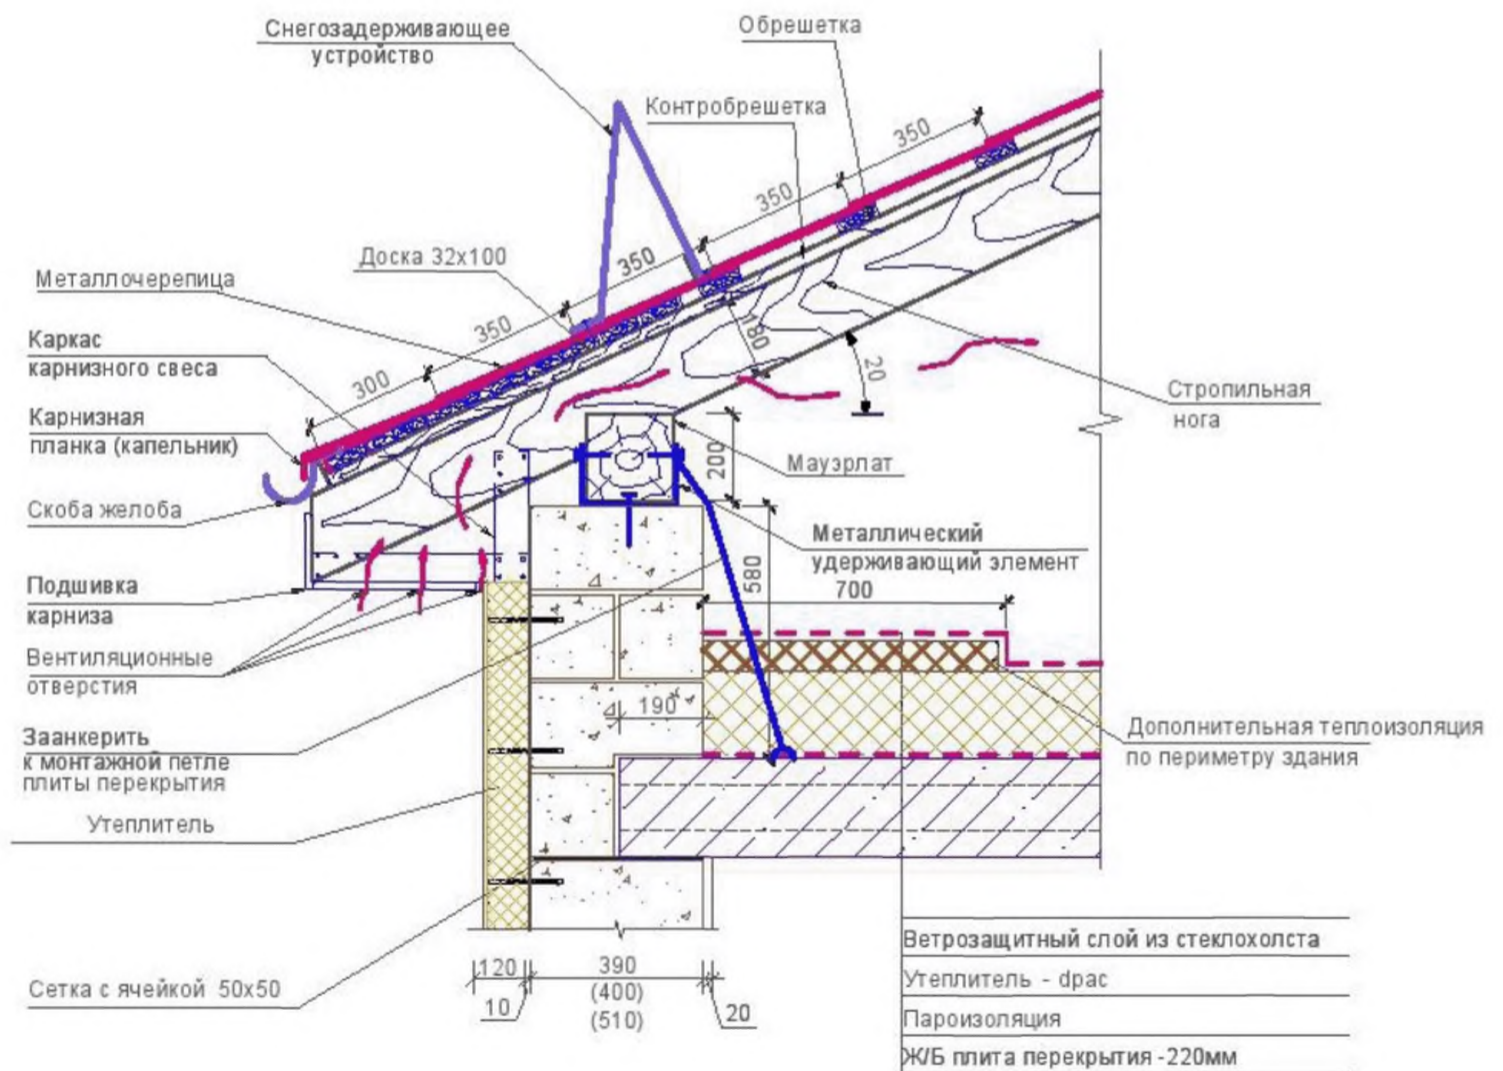 Снегозадерживающее
устройство
Обрешетка
Контробрешетка
350
350
350
350
300
Доска 32x100
Металлочерепица
Каркас
карнизного свеса
Карнизная
планка (капельник)
Скоба желоба
180
20
Стропильная
нога
Мауэрлат
200
Металлический
удерживающий элемент
580
700
Подшивка
карниза
Вентиляционные
отверстия
190
Заанкерить
к монтажной петле
плиты перекрытия
Дополнительная теплоизоляция
по периметру здания
Утеплитель
Сетка с ячейкой 50x50
120
390
(400)
(510)
10
20
Ветрозащитный слой из стеклохолста
Утеплитель - dрас
Пароизоляция
Ж/Б плита перекрытия -220мм